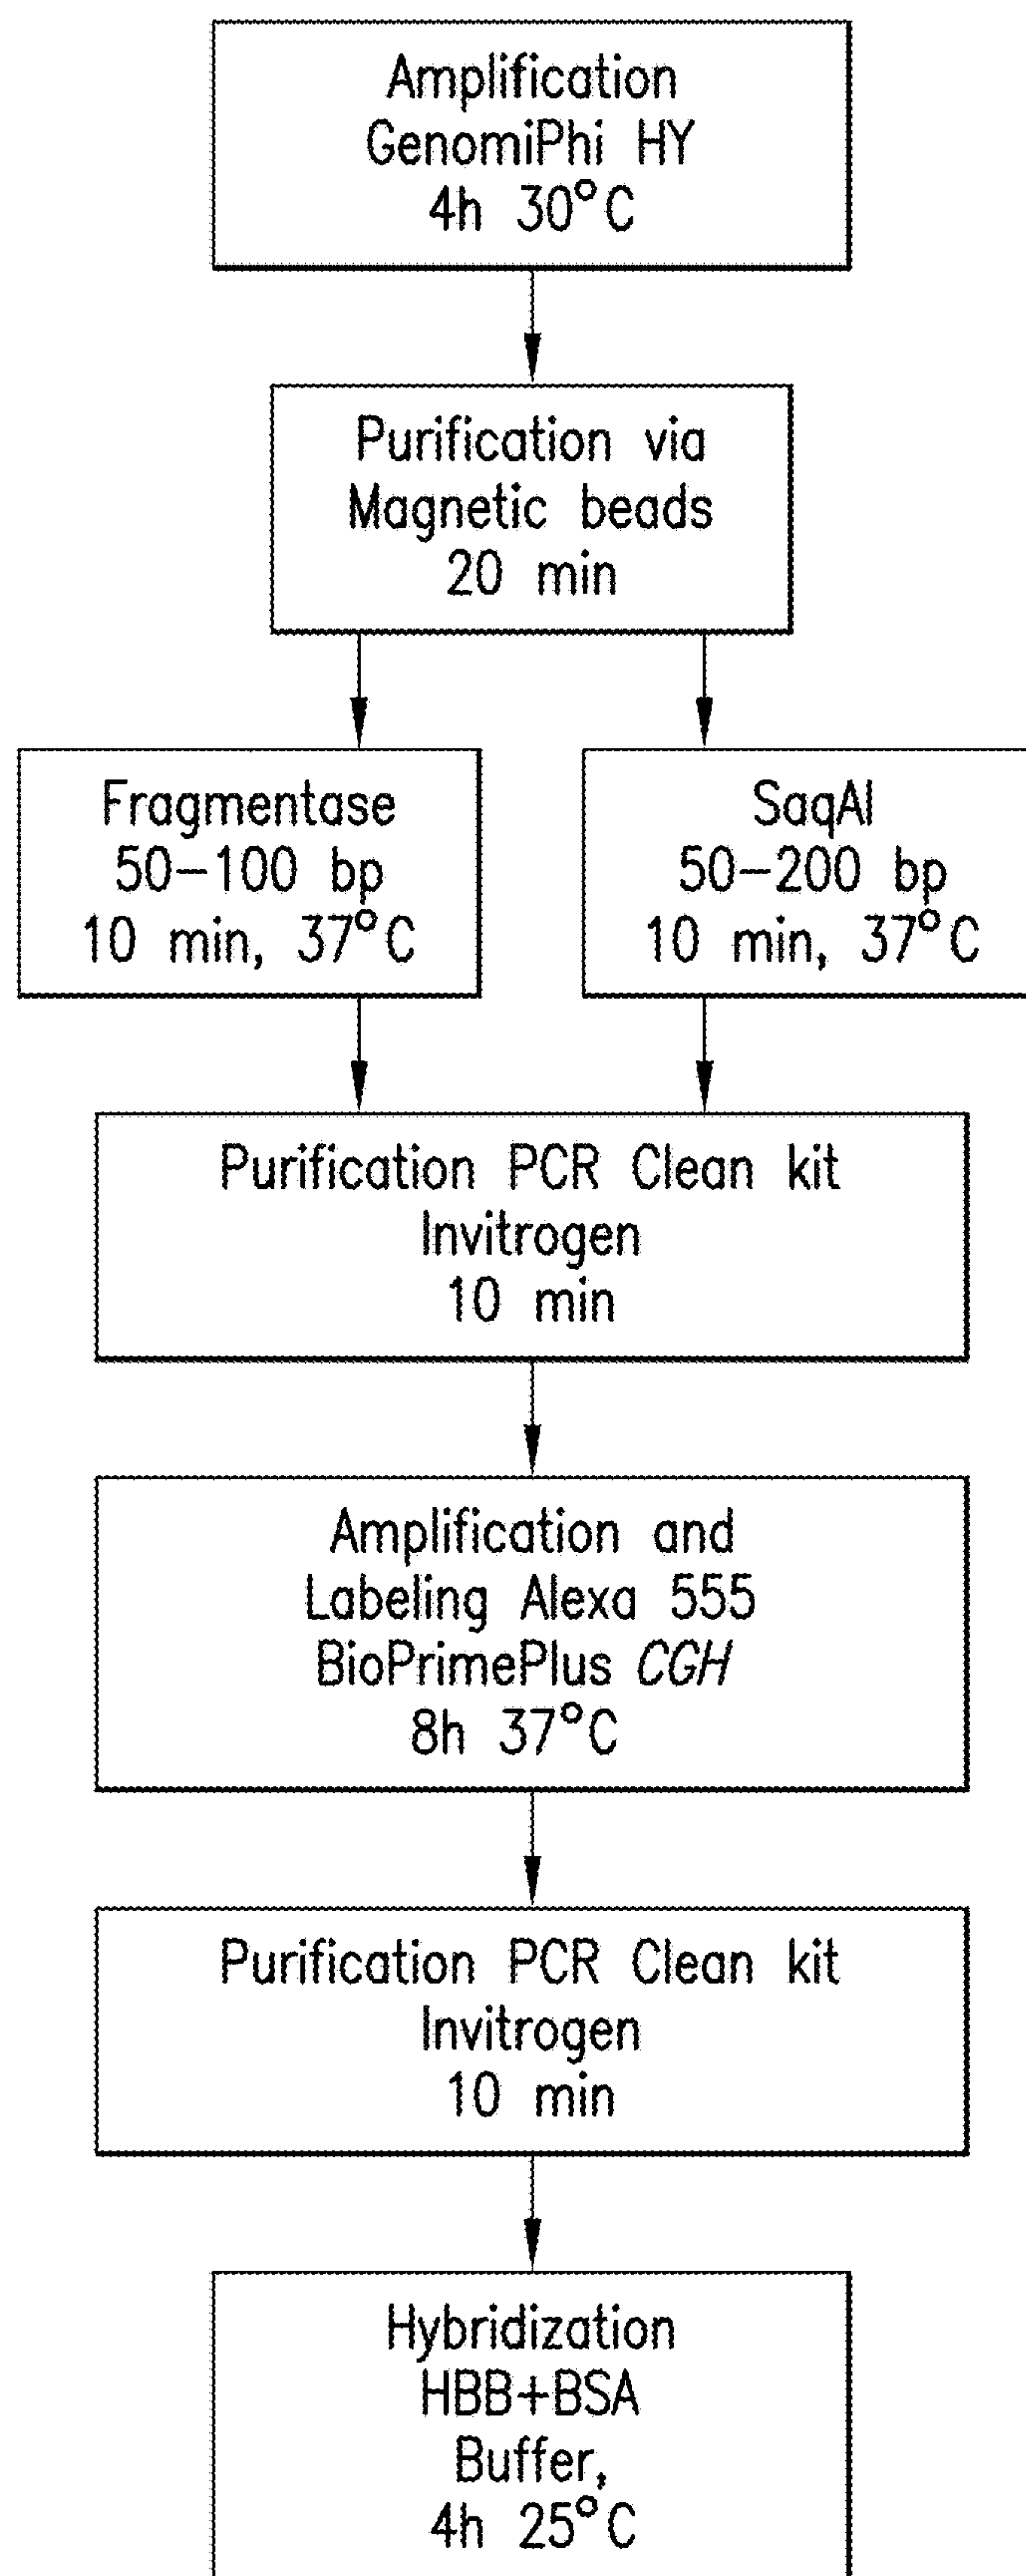 Amplification
GenomiPhi HY
4h 30°C
Purification via
Magnetic beads
20 min
Fragmentase
50-100 bp
10 min, 37°C
SaqAI
50-200 bp
10 min, 37°C
Purification PCR Clean kit
Invitrogen
10 min
Amplification and
Labeling Alexa 555
BioPrimePlus CGH
8h 37°C
Purification PCR Clean kit
Invitrogen
10 min
Hybridization
HBB+BSA
Buffer,
4h 25°C